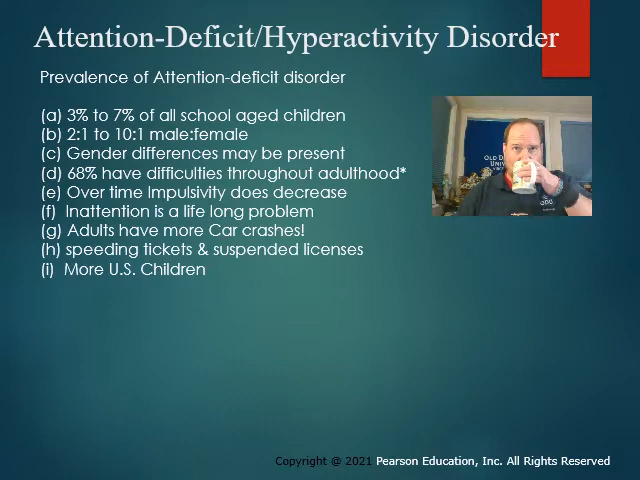 Attention-Deficit/Hyperactivity Disorder
Prevalence of Attention-deficit disorder
(a) 3% to 7% of all school aged children
(b) 2:1 to 10:1 male:female
(c) Gender differences may be present
(d) 68% have difficulties throughout adulthood*
(e) Over time Impulsivity does decrease
(f) Inattention is a life long problem
(g) Adults have more Car crashes!
(h) speeding tickets & suspended licenses
(i) More U.S. Children
OLD
UNIV
Copyright @ 2021 Pearson Education, Inc. All Rights Reserved